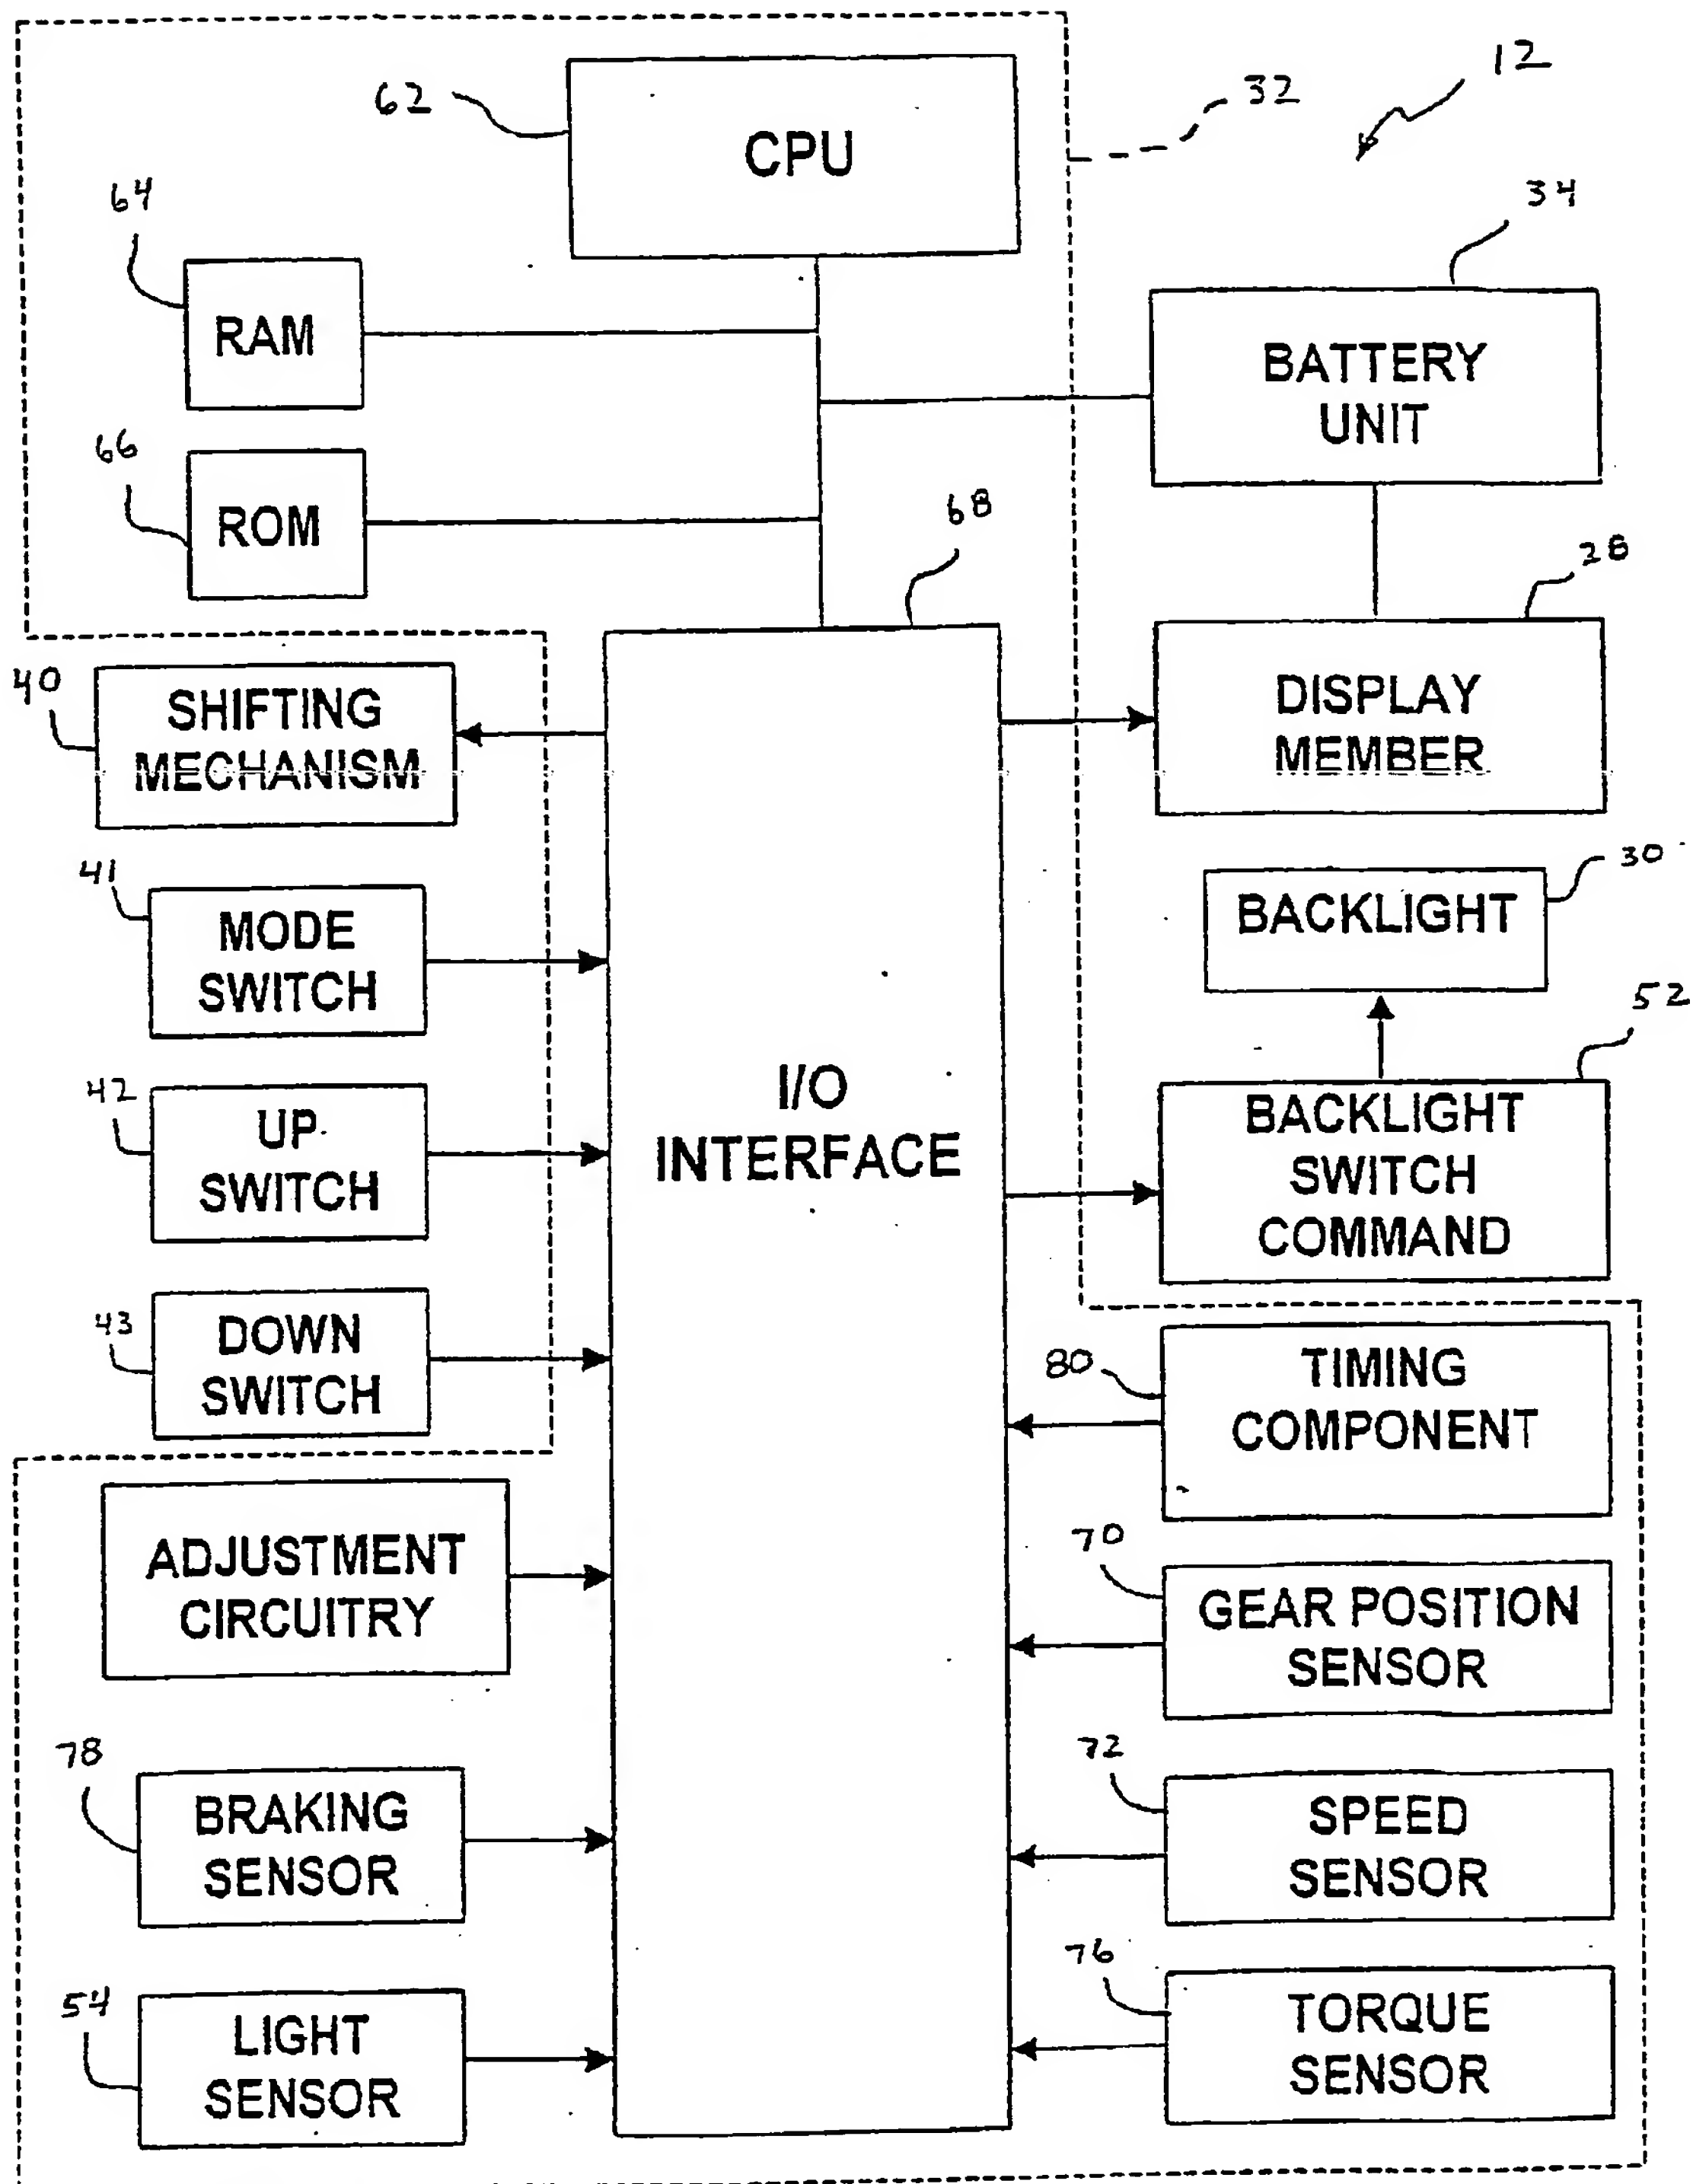 12
32
62
CPU
64
34
RAM
BATTERY
UNIT
66
ROM
68
28
40
SHIFTING
MECHANISM
DISPLAY
MEMBER
41
MODE
SWITCH
30
BACKLIGHT
52
42
UP
SWITCH
I/O
INTERFACE
BACKLIGHT
SWITCH
COMMAND
43
DOWN
SWITCH
80
TIMING
COMPONENT
ADJUSTMENT
CIRCUITRY
70
GEAR POSITION
SENSOR
78
BRAKING
SENSOR
72
SPEED
SENSOR
54
LIGHT
SENSOR
76
TORQUE
SENSOR